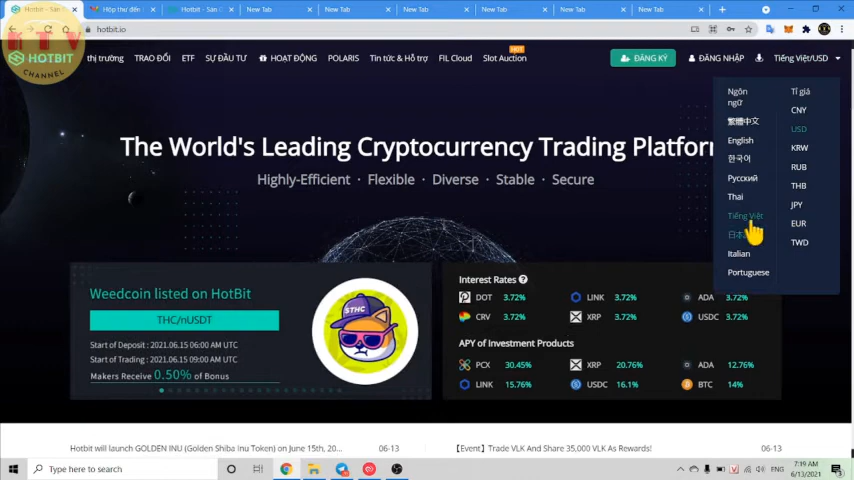 Hotbit - Sàn
Hộp thư đến
Hotbit - Sàn G
New Tab
New Tab
New Tab
New Tab
New Tab
New Tab
hotbit.io
KTV
HOTBIT
CHANNEL
thị trường
TRAO ĐỔI
ETF
SỰ ĐẦU TƯ
HOẠT ĐỘNG
POLARIS
Tin tức & Hỗ trợ
FIL Cloud
HOT
Slot Auction
ĐĂNG KÝ
ĐĂNG NHẬP
Tiếng Việt/USD
Ngôn
ngữ
繁體中文
English
한국어
Русский
Thai
Tiếng Việt
Italian
Portuguese
Tỉ giá
CNY
USD
KRW
RUB
THB
JPY
EUR
TWD
The World's Leading Cryptocurrency Trading Platfor
Highly-Efficient · Flexible · Diverse · Stable · Secure
Weedcoin listed on HotBit
THC/nUSDT
Start of Deposit : 2021.06.15 06:00 AM UTC
Start of Trading : 2021.06.15 08:00 AM UTC
Makers Receive 0.50% of Bonus
$THC
Interest Rates ?
DOT 3.72% LINK 3.72% ADA 3.72%
CRV 3.72% XRP 3.72% USDC 3.72%
APY of Investment Products
PCX 30.45% XRP 20.76% ADA 12.76%
LINK 15.76% USDC 16.1% BTC 14%
Hotbit will launch GOLDEN INU (Golden Shiba Inu Token) on June 15th, 20... 06-13
【Event】Trade VLK And Share 35,000 VLK As Rewards! 06-13
Type here to search
ENG
7:19 AM
6/13/2021